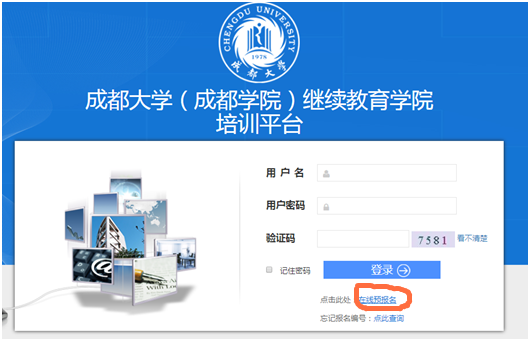 CHENGDU UNIVERSITY
1978
成都大学
成都大学（成都学院）继续教育学院
培训平台
用 户 名
用户密码
验证码 7581 看不清楚
记住密码 登录
点击此处：在线预报名
忘记报名编号：点此查询